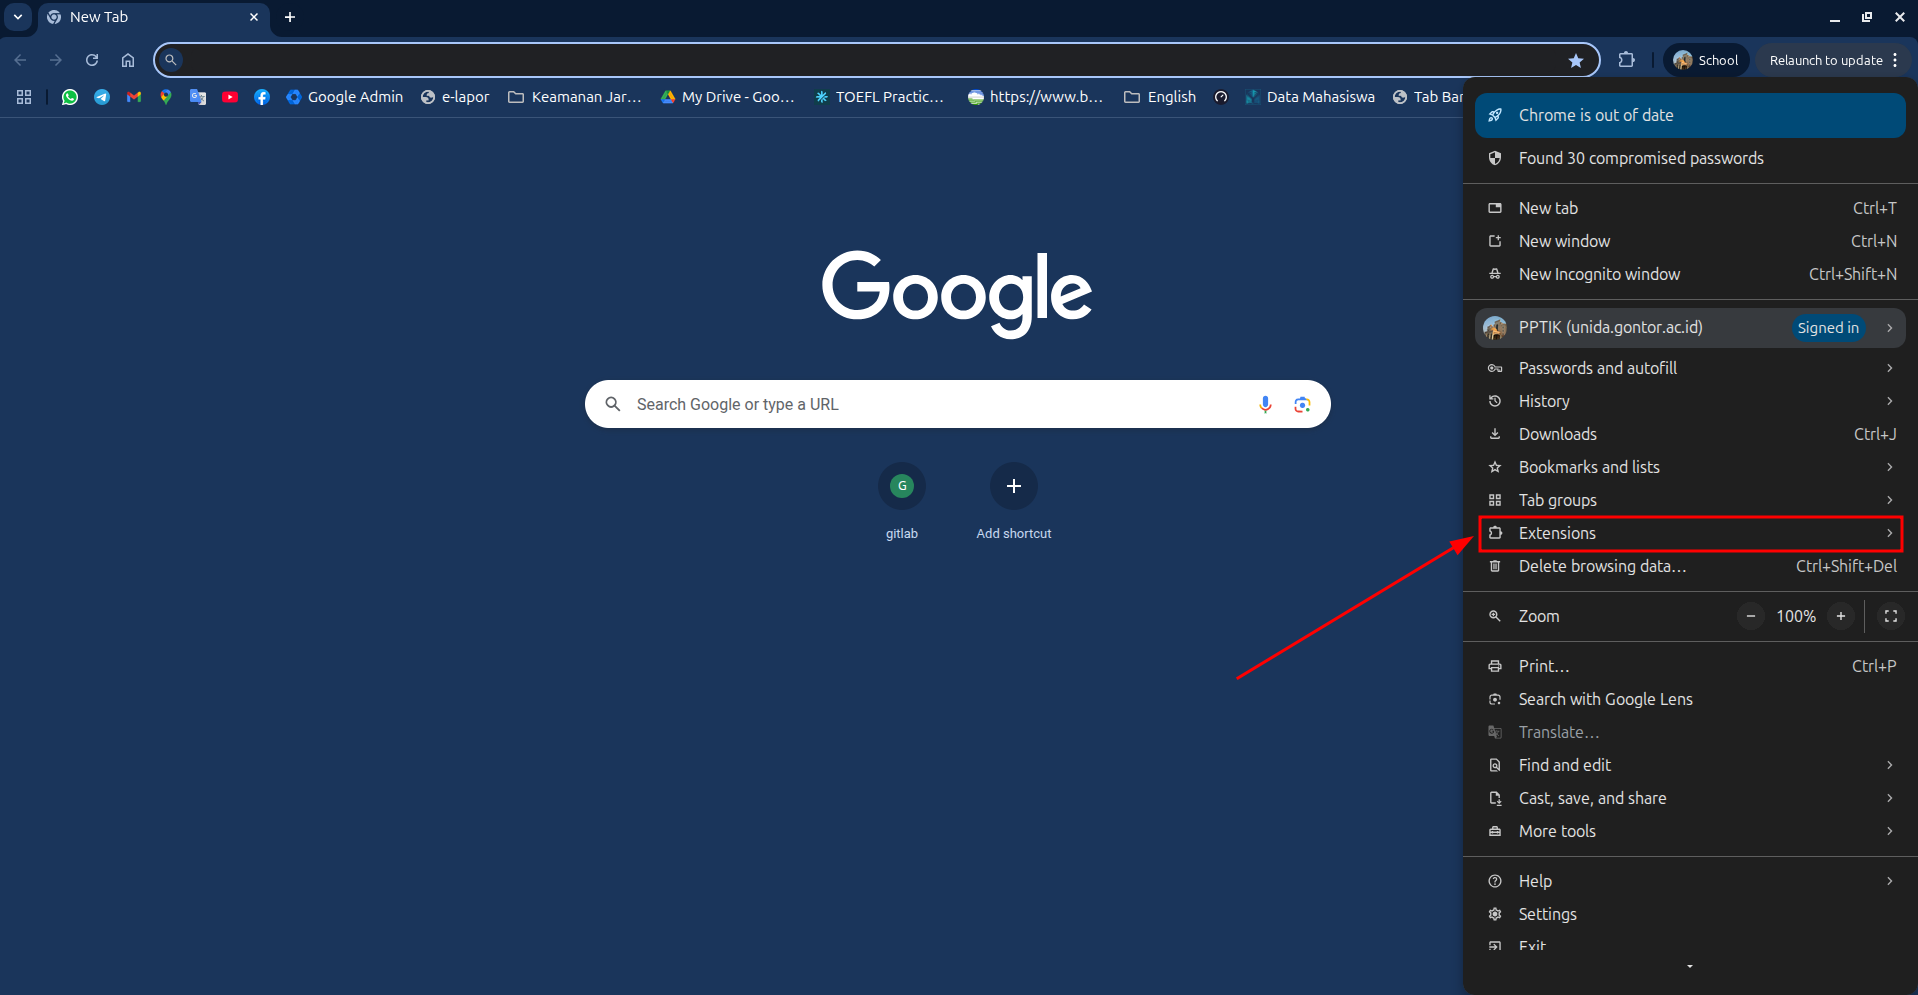 New Tab
School
Relaunch to update
Google Admin
e-lapor
Keamanan Jar...
My Drive - Goo...
TOEFL Practic...
https://www.b...
English
Data Mahasiswa
Tab Bar
Chrome is out of date
Found 30 compromised passwords
New tab Ctrl+T
New window Ctrl+N
New Incognito window Ctrl+Shift+N
PPTIK (unida.gontor.ac.id) Signed in
Passwords and autofill
History
Downloads Ctrl+J
Bookmarks and lists
Tab groups
Extensions
Delete browsing data... Ctrl+Shift+Del
Zoom 100%
Print... Ctrl+P
Search with Google Lens
Translate...
Find and edit
Cast, save, and share
More tools
Help
Settings
Exit
Google
Search Google or type a URL
G
gitlab
Add shortcut